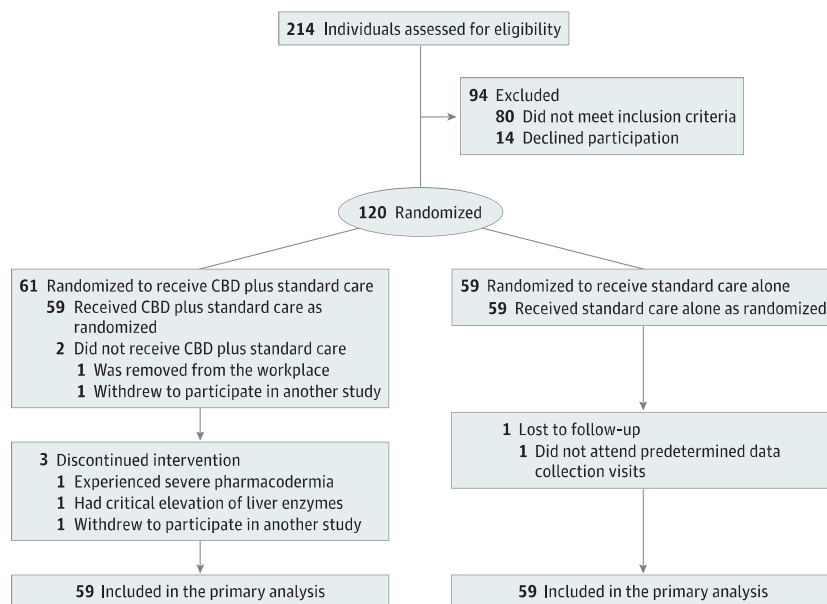 214 Individuals assessed for eligibility
94 Excluded
80 Did not meet inclusion criteria
14 Declined participation
120 Randomized
61 Randomized to receive CBD plus standard care
59 Received CBD plus standard care as
randomized
2 Did not receive CBD plus standard care
1 Was removed from the workplace
1 Withdrew to participate in another study
59 Randomized to receive standard care alone
59 Received standard care alone as randomized
3 Discontinued intervention
1 Experienced severe pharmacodermia
1 Had critical elevation of liver enzymes
1 Withdrew to participate in another study
1 Lost to follow-up
1 Did not attend predetermined data
collection visits
59 Included in the primary analysis
59 Included in the primary analysis